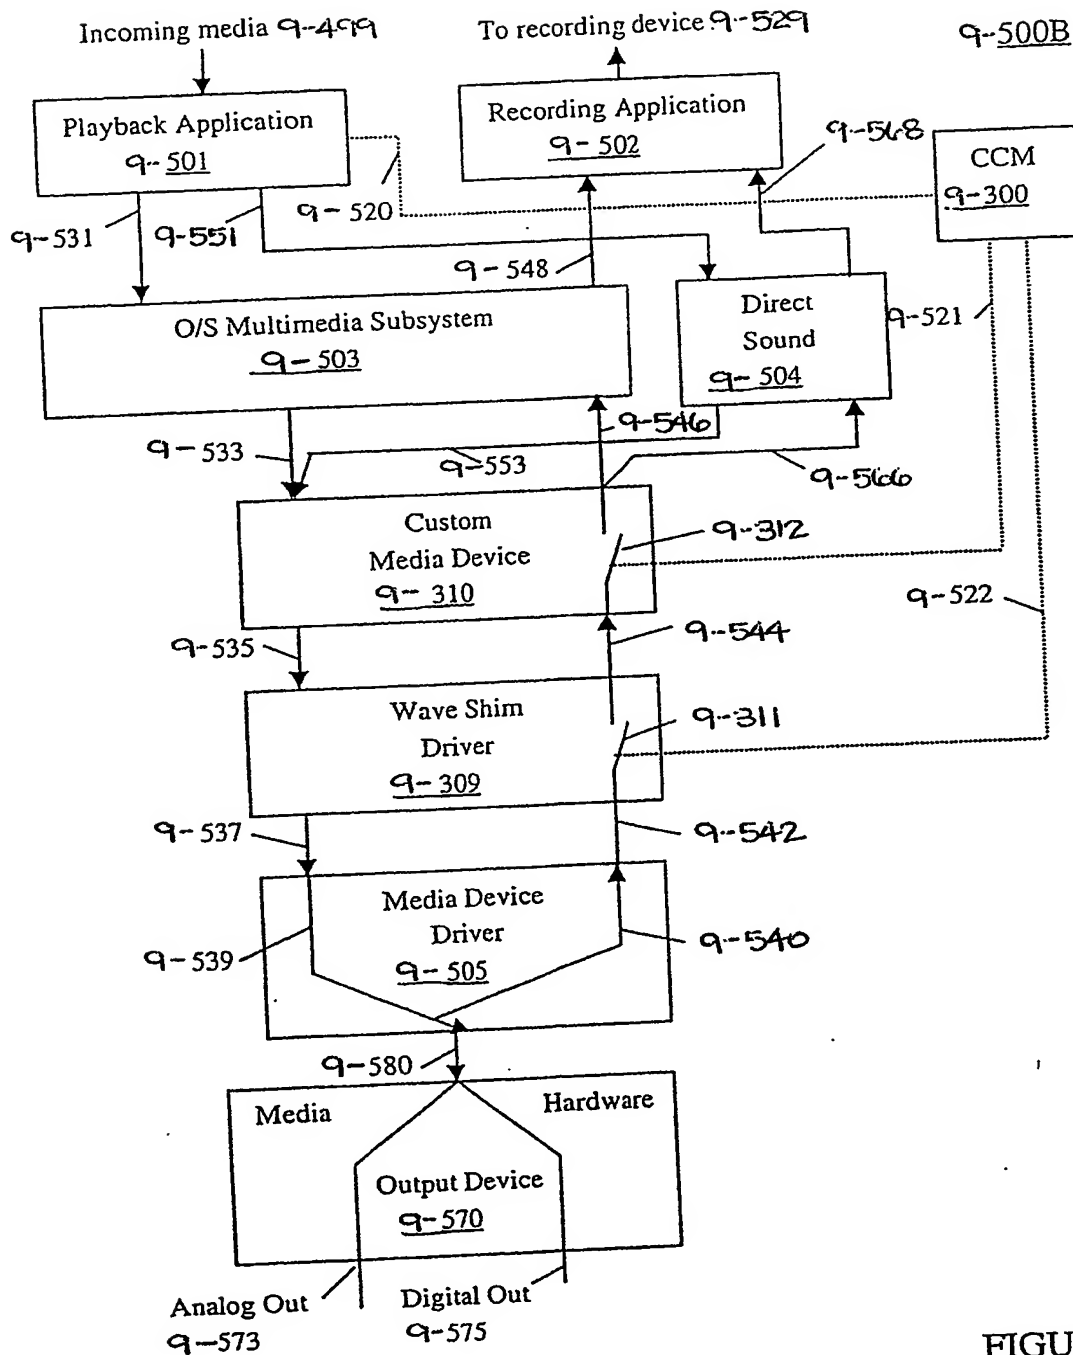 Incoming media 9-499
To recording device 9-529
9-500B
Playback Application
9-501
Recording Application
9-502
9-568
CCM
9-300
9-531
9-551
9-520
9-548
O/S Multimedia Subsystem
9-503
Direct
Sound
9-504
9-521
9-533
9-553
9-546
9-566
Custom
Media Device
9-310
9-312
9-522
9-535
9-544
Wave Shim
Driver
9-309
9-311
9-537
9-542
Media Device
Driver
9-505
9-539
9-540
9-580
Media
Hardware
Output Device
9-570
Analog Out
9-573
Digital Out
9-575
FIGU